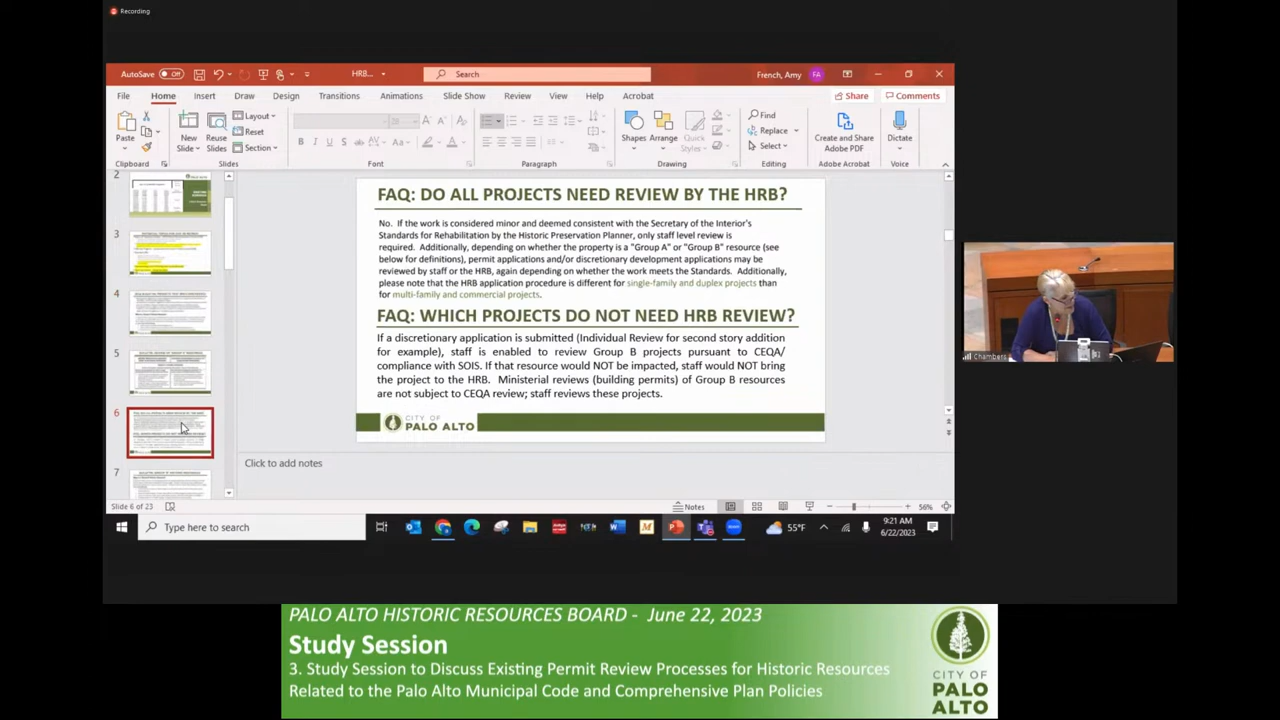 Recording
AutoSave Off
HRB...
Search
French, Amy FA
File Home Insert Draw Design Transitions Animations Slide Show Review View Help Acrobat
Share Comments
Paste
New Slide
Reuse Slides
Layout
Reset
Section
B I U S
Aa
A
Shapes Arrange Quick Styles
Find
Replace
Select
Create and Share Adobe PDF
Dictate
Clipboard Slides Font Paragraph Drawing Editing Adobe Acrobat Voice
2
3
4
5
6
7
FAQ: DO ALL PROJECTS NEED REVIEW BY THE HRB?
No. If the work is considered minor and deemed consistent with the Secretary of the Interior's
Standards for Rehabilitation by the Historic Preservation Planner, only staff level review is
required. Additionally, depending on whether the property is a "Group A" or "Group B" resource (see
below for definitions), permit applications and/or discretionary development applications may be
reviewed by staff or the HRB, again depending on whether the work meets the Standards. Additionally,
please note that the HRB application procedure is different for single-family and duplex projects than
for multi-family and commercial projects.
FAQ: WHICH PROJECTS DO NOT NEED HRB REVIEW?
If a discretionary application is submitted (Individual Review for second story addition
for example), staff is enabled to review Group B projects pursuant to CEQA/
compliance with SOIS. If that resource would NOT be impacted, staff would NOT bring
the project to the HRB. Ministerial reviews (building permits) of Group B resources
are not subject to CEQA review; staff reviews these projects.
CITY OF
PALO ALTO
Click to add notes
Slide 6 of 23
Notes
56%
Type here to search
55°F
9:21 AM
6/22/2023
Chambers
PALO ALTO HISTORIC RESOURCES BOARD - June 22, 2023
Study Session
3. Study Session to Discuss Existing Permit Review Processes for Historic Resources
Related to the Palo Alto Municipal Code and Comprehensive Plan Policies
CITY OF
PALO
ALTO